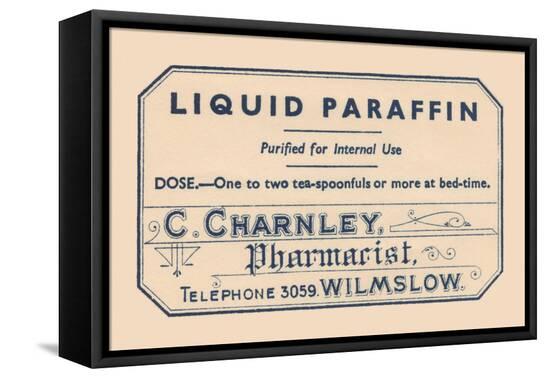 LIQUID PARAFFIN
Purified for Internal Use
DOSE.—One to two tea-spoonfuls or more at bed-time.
C. CHARNLEY,
Pharmacist,
TELEPHONE 3059. WILMSLOW.